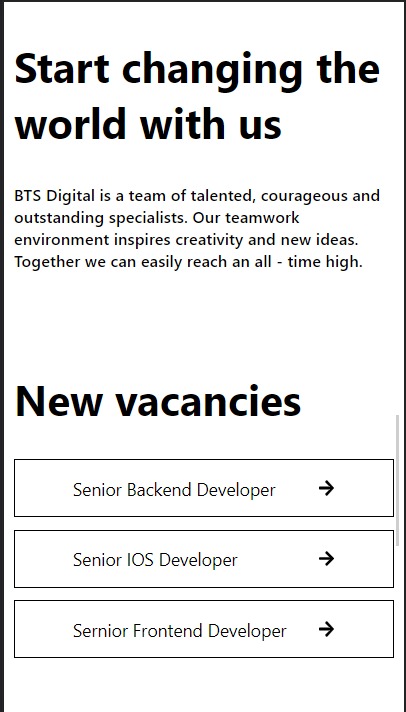 Start changing the
world with us
BTS Digital is a team of talented, courageous and
outstanding specialists. Our teamwork
environment inspires creativity and new ideas.
Together we can easily reach an all - time high.
New vacancies
Senior Backend Developer
Senior IOS Developer
Sernior Frontend Developer